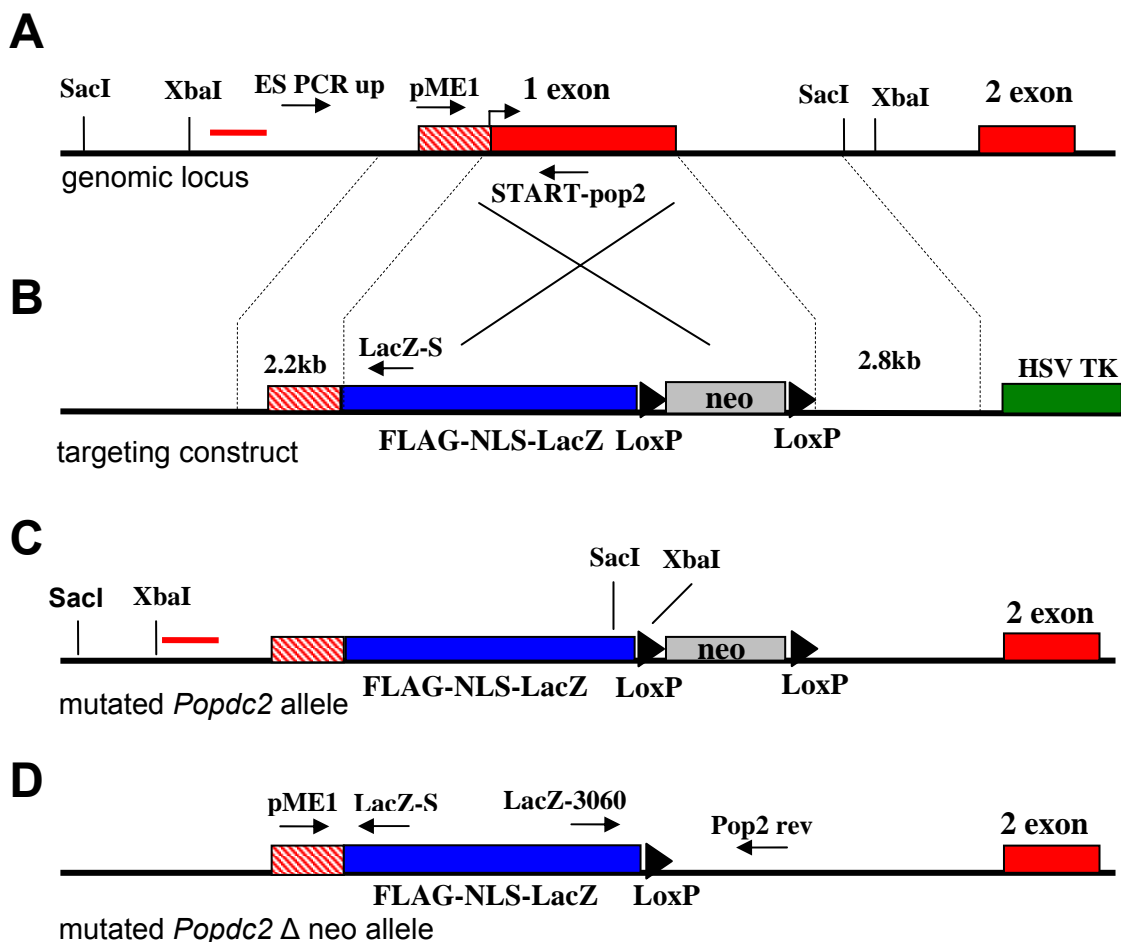 A
SacI XbaI ES PCR up pME1 1 exon SacI XbaI 2 exon
genomic locus
START-pop2
B
2.2kb LacZ-S 2.8kb HSV TK
neo
FLAG-NLS-LacZ LoxP LoxP
targeting construct
C
SacI XbaI SacI XbaI
2 exon
neo
FLAG-NLS-LacZ LoxP LoxP
mutated Popdc2 allele
D
pME1 LacZ-S LacZ-3060 Pop2 rev 2 exon
FLAG-NLS-LacZ LoxP
mutated Popdc2 Δ neo allele